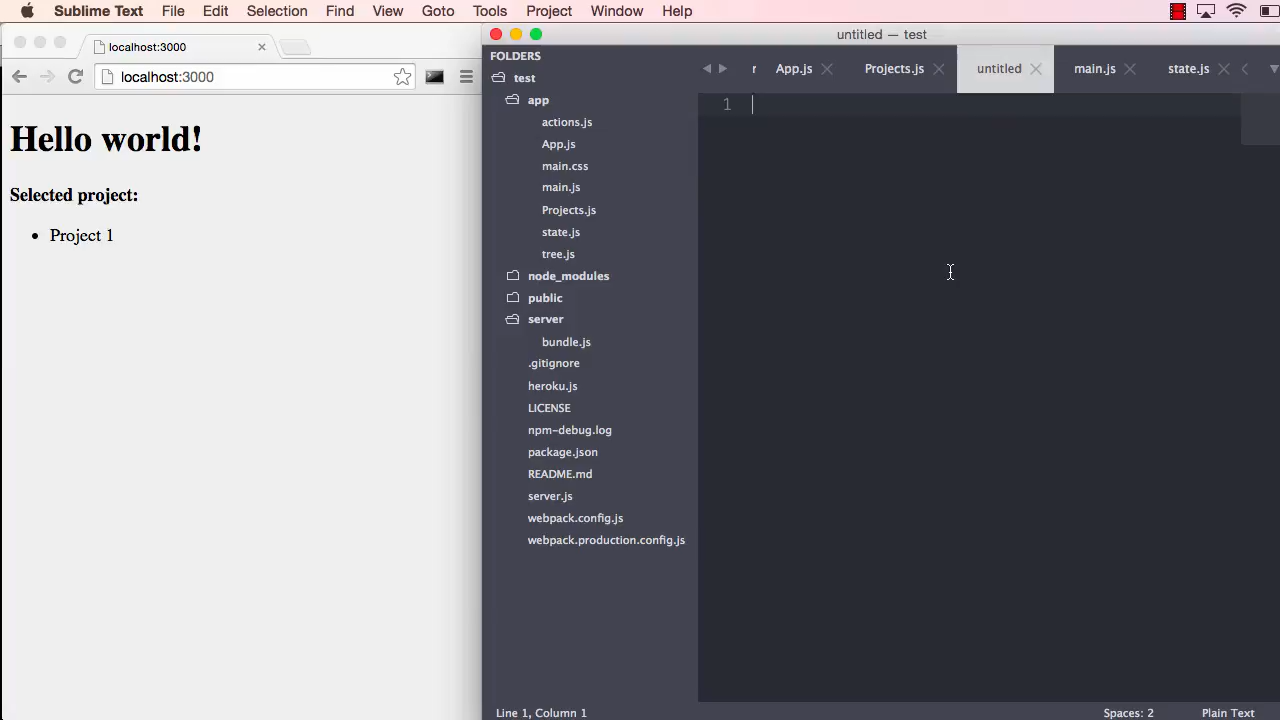 Sublime Text File Edit Selection Find View Goto Tools Project Window Help
localhost:3000
localhost:3000
Hello world!
Selected project:
Project 1
untitled — test
FOLDERS
test
app
actions.js
App.js
main.css
main.js
Projects.js
state.js
tree.js
node_modules
public
server
bundle.js
.gitignore
heroku.js
LICENSE
npm-debug.log
package.json
README.md
server.js
webpack.config.js
webpack.production.config.js
r App.js Projects.js untitled main.js state.js
1
Line 1, Column 1 Spaces: 2 Plain Text